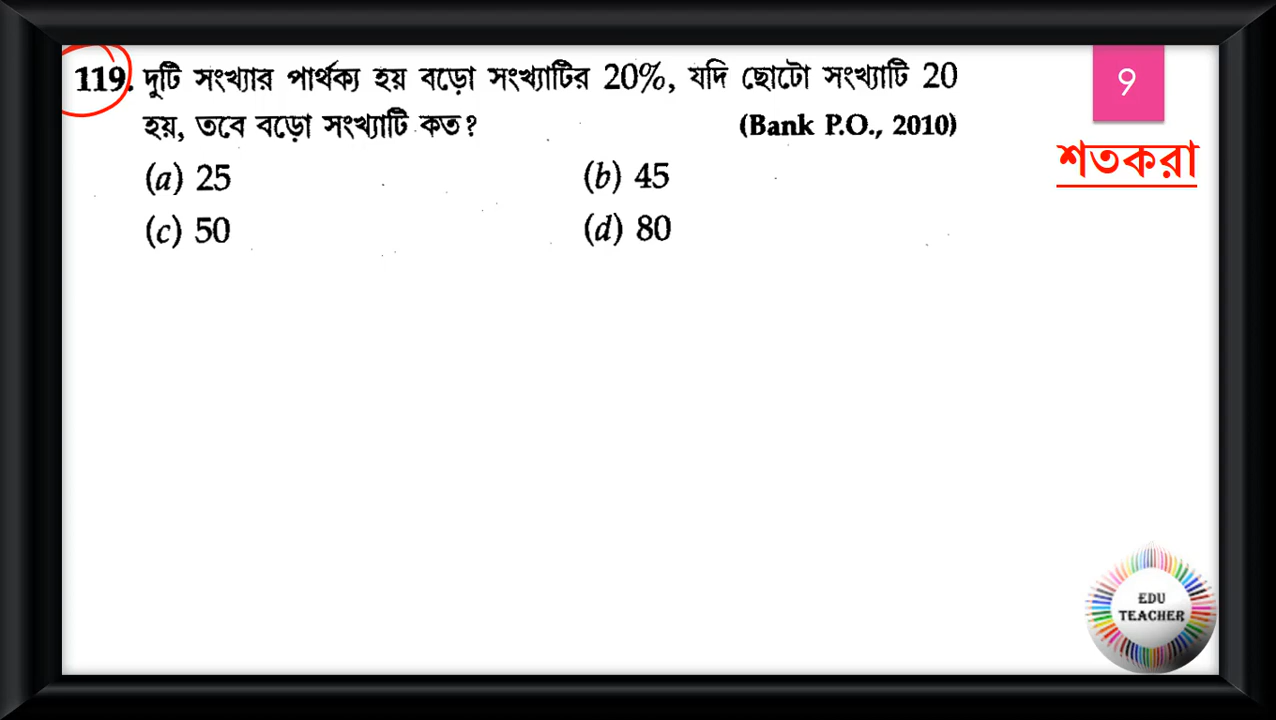 119. দুটি সংখ্যার পার্থক্য হয় বড়ো সংখ্যাটির 20%, যদি ছোটো সংখ্যাটি 20
হয়, তবে বড়ো সংখ্যাটি কত? (Bank P.O., 2010)
(a) 25 (b) 45
(c) 50 (d) 80
9
শতকরা
EDU
TEACHER